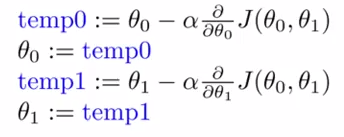 temp0 := θ₀ − α ∂/∂θ₀ J(θ₀, θ₁)
θ₀ := temp0
temp1 := θ₁ − α ∂/∂θ₁ J(θ₀, θ₁)
θ₁ := temp1